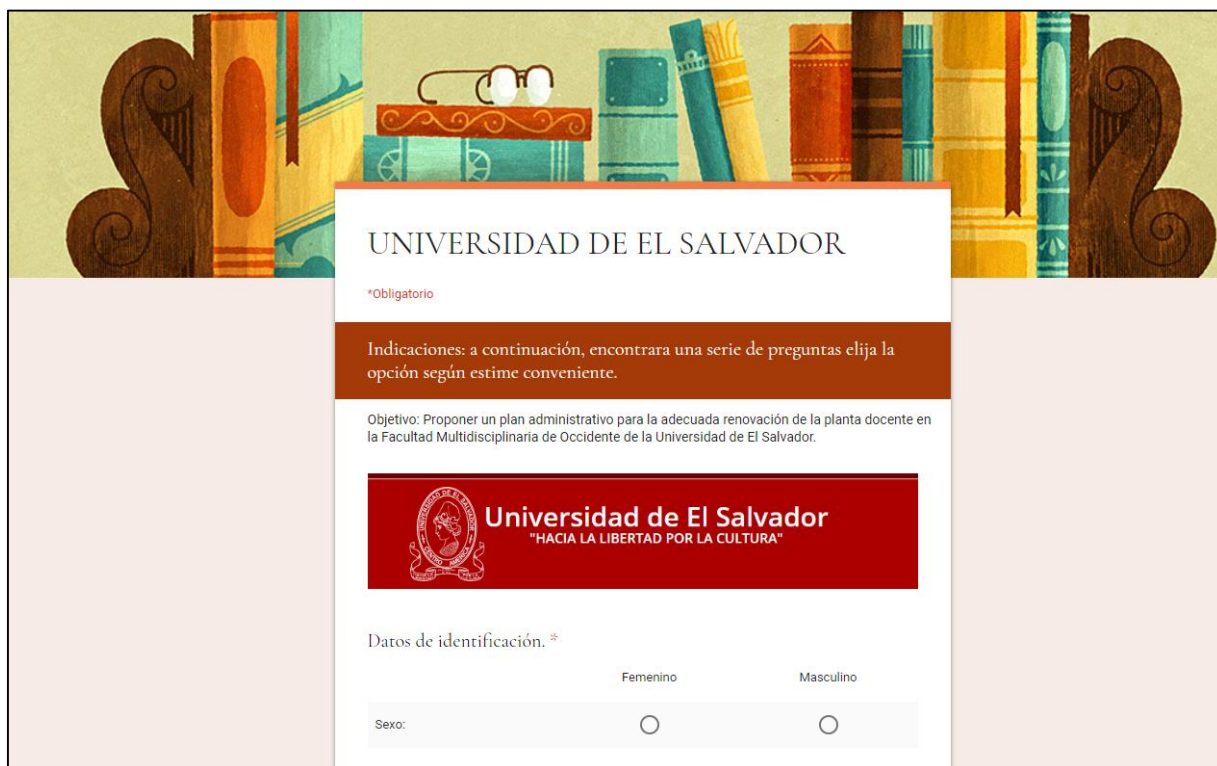 UNIVERSIDAD DE EL SALVADOR
*Obligatorio
Indicaciones: a continuación, encontrara una serie de preguntas elija la
opción según estime conveniente.
Objetivo: Proponer un plan administrativo para la adecuada renovación de la planta docente en
la Facultad Multidisciplinaria de Occidente de la Universidad de El Salvador.
Universidad de El Salvador
"HACIA LA LIBERTAD POR LA CULTURA"
Datos de identificación. *
Femenino Masculino
Sexo: